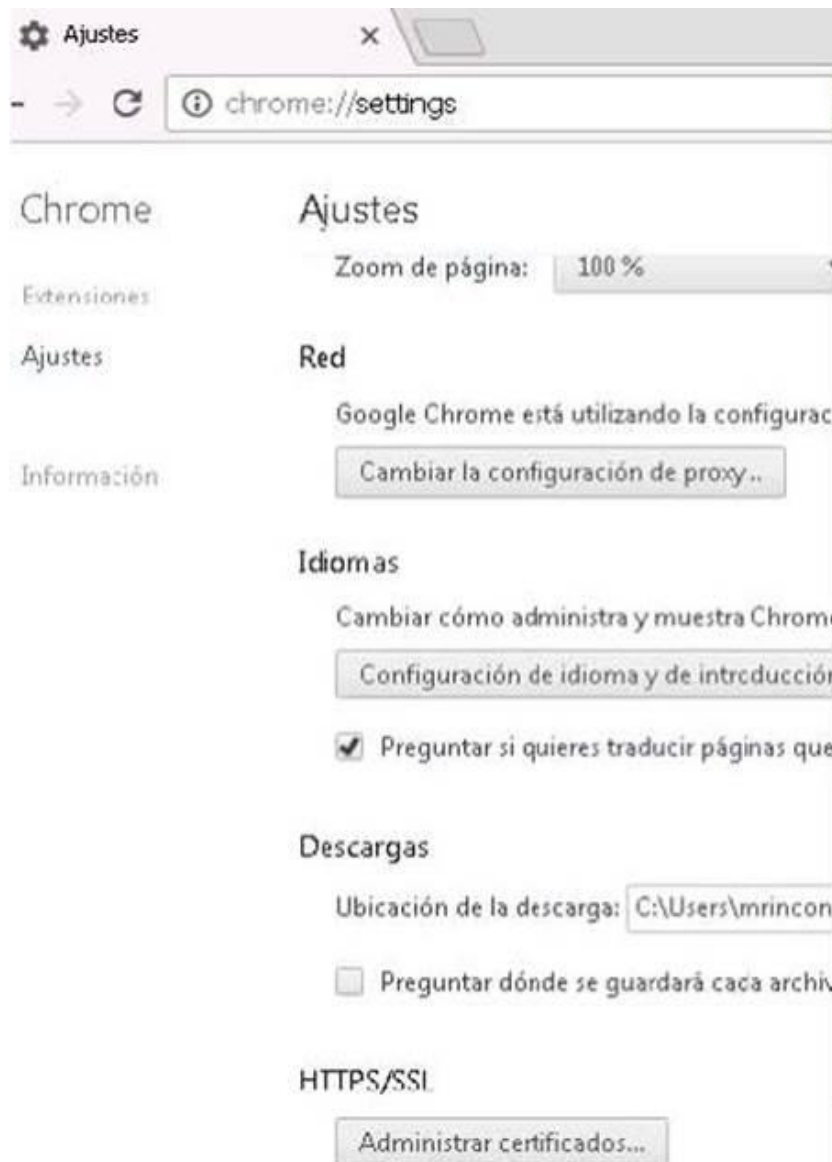 Ajustes
chrome://settings
Chrome
Ajustes
Zoom de página: 100 %
Extensiones
Ajustes
Red
Google Chrome está utilizando la configurac
Cambiar la configuración de proxy...
Información
Idiomas
Cambiar cómo administra y muestra Chrome
Configuración de idioma y de introducción
Preguntar si quieres traducir páginas que
Descargas
Ubicación de la descarga: C:\Users\mrincon
Preguntar dónde se guardará cada archiv
HTTPS/SSL
Administrar certificados...